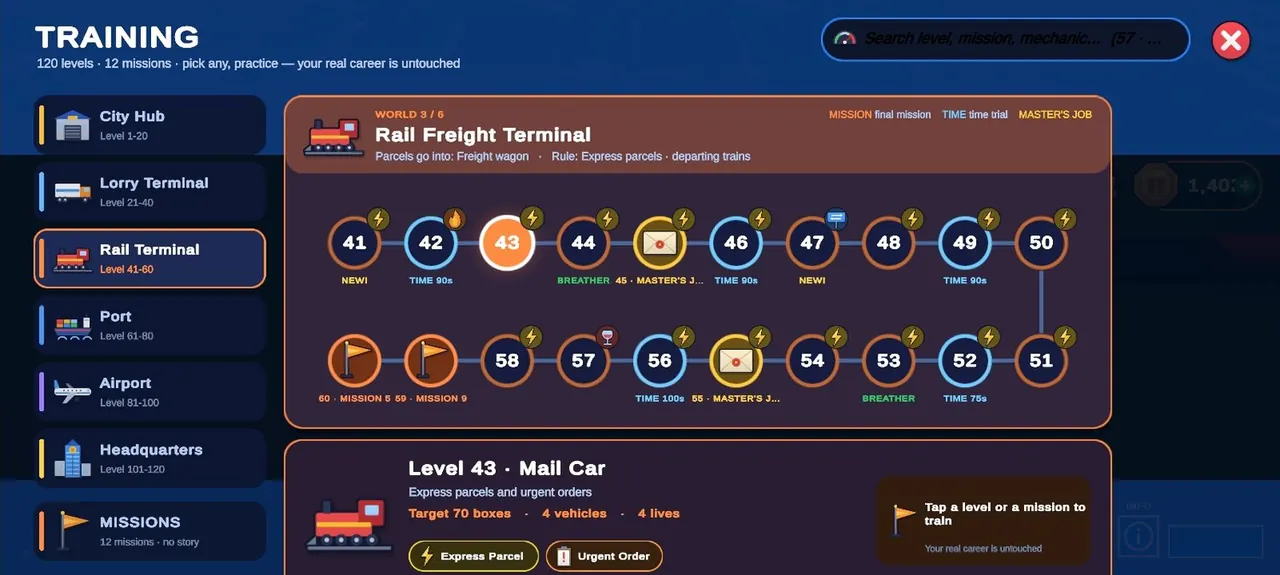 TRAINING
120 levels · 12 missions · pick any, practice — your real career is untouched
Search level, mission, mechanic... (57 · ...
City Hub
Level 1-20
Lorry Terminal
Level 21-40
Rail Terminal
Level 41-60
Port
Level 61-80
Airport
Level 81-100
Headquarters
Level 101-120
MISSIONS
12 missions · no story
WORLD 3 / 6
MISSION final mission TIME time trial MASTER'S JOB
Rail Freight Terminal
Parcels go into: Freight wagon · Rule: Express parcels · departing trains
41 42 43 44 46 47 48 49 50
NEW! TIME 90s BREATHER 45 · MASTER'S J... TIME 90s NEW! TIME 90s
58 57 56 54 53 52 51
60 · MISSION 5 59 · MISSION 9 TIME 100s 55 · MASTER'S J... BREATHER TIME 75s
Level 43 · Mail Car
Express parcels and urgent orders
Target 70 boxes · 4 vehicles · 4 lives
Express Parcel Urgent Order
Tap a level or a mission to
train
Your real career is untouched